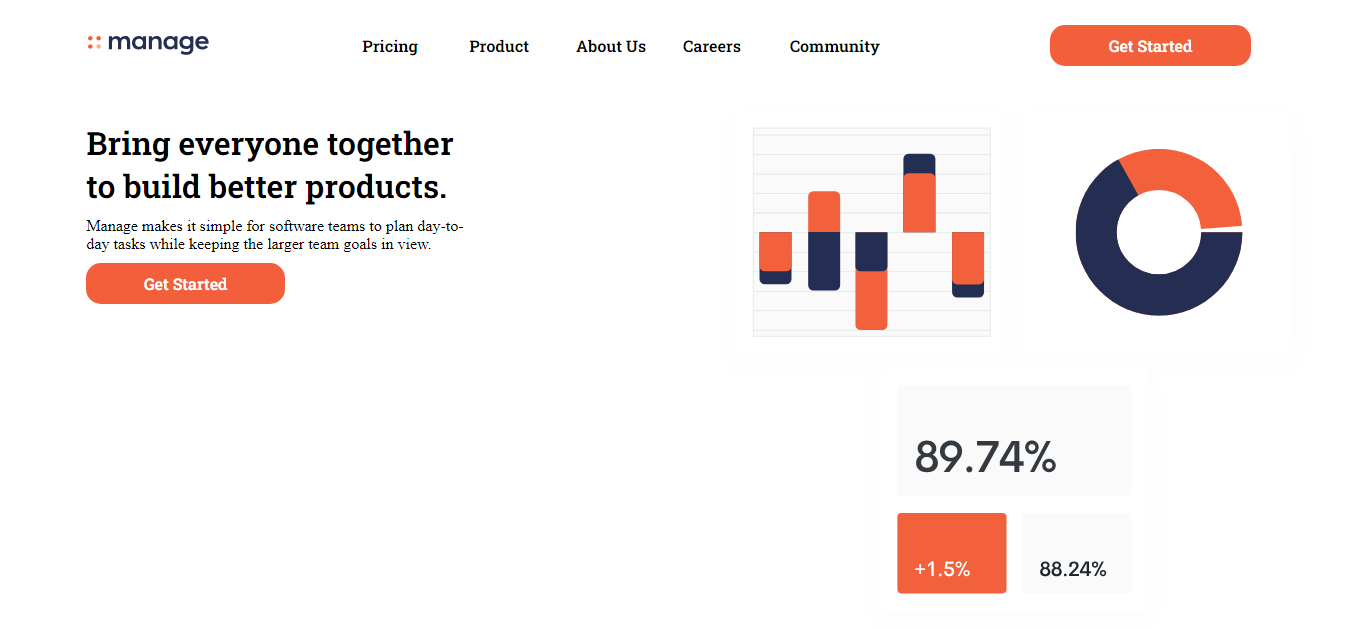 manage
Pricing
Product
About Us
Careers
Community
Get Started
Bring everyone together
to build better products.
Manage makes it simple for software teams to plan day-to-
day tasks while keeping the larger team goals in view.
Get Started
89.74%
+1.5%
88.24%